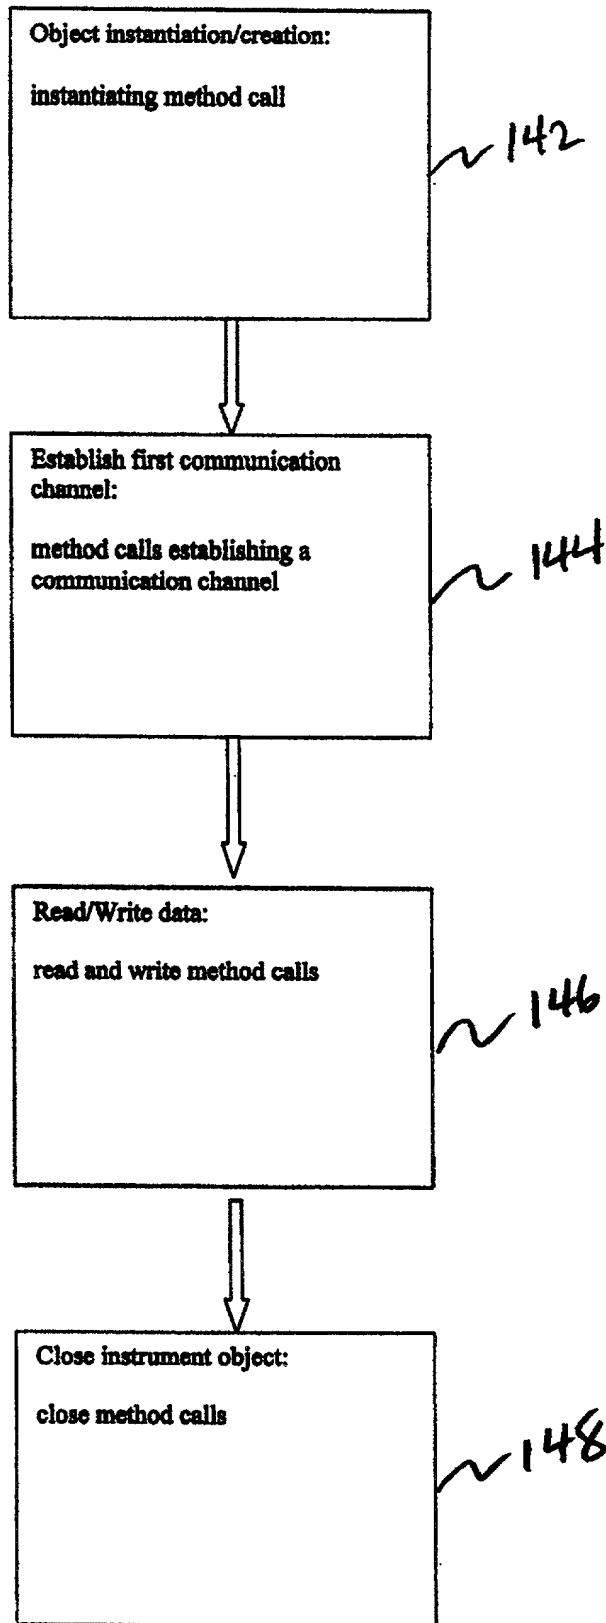 Object instantiation/creation:
instantiating method call
142
Establish first communication
channel:
method calls establishing a
communication channel
144
Read/Write data:
read and write method calls
146
Close instrument object:
close method calls
148